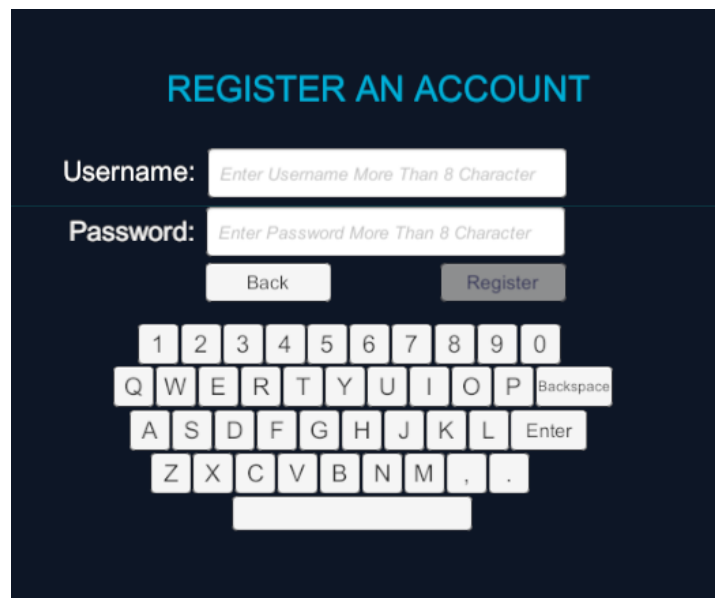 REGISTER AN ACCOUNT
Username: Enter Username More Than 8 Character
Password: Enter Password More Than 8 Character
Back Register
1 2 3 4 5 6 7 8 9 0
Q W E R T Y U I O P Backspace
A S D F G H J K L Enter
Z X C V B N M , .